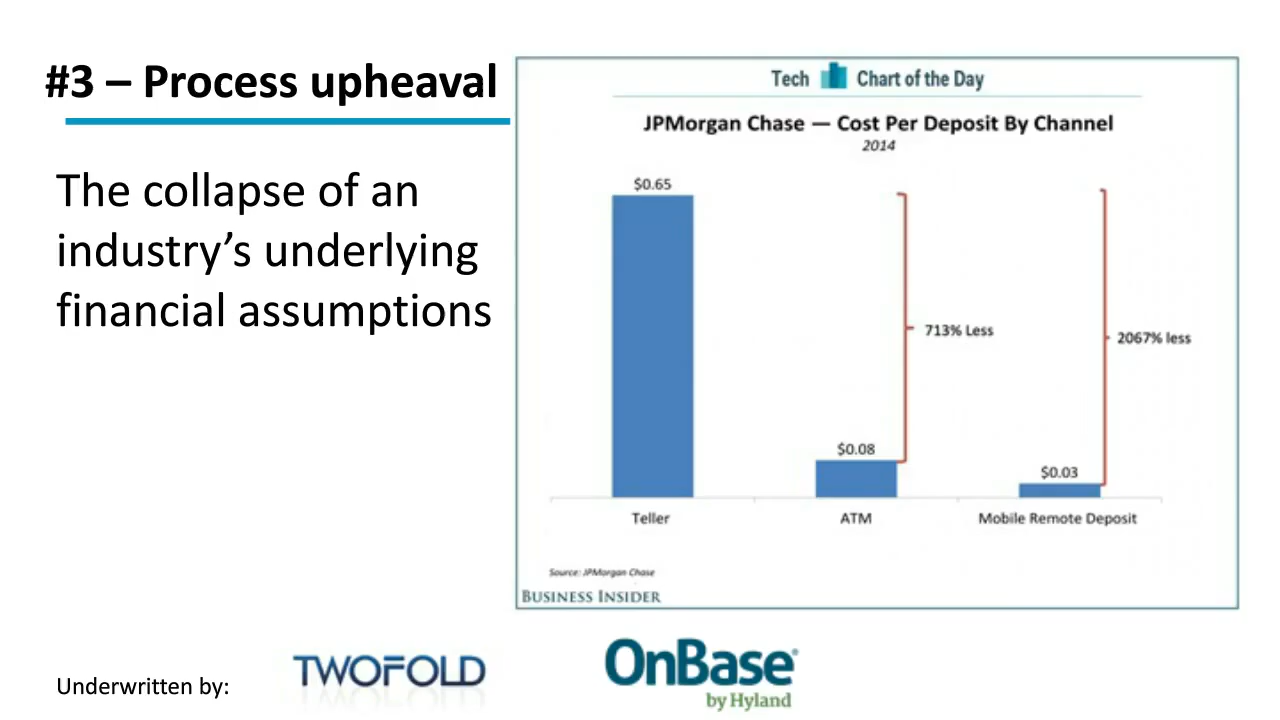 #3 – Process upheaval
The collapse of an
industry’s underlying
financial assumptions
Tech Chart of the Day
JPMorgan Chase — Cost Per Deposit By Channel
2014
$0.65
$0.08
$0.03
713% Less
2067% less
Teller
ATM
Mobile Remote Deposit
Source: JPMorgan Chase
BUSINESS INSIDER
Underwritten by:
TWOFOLD
OnBase®
by Hyland